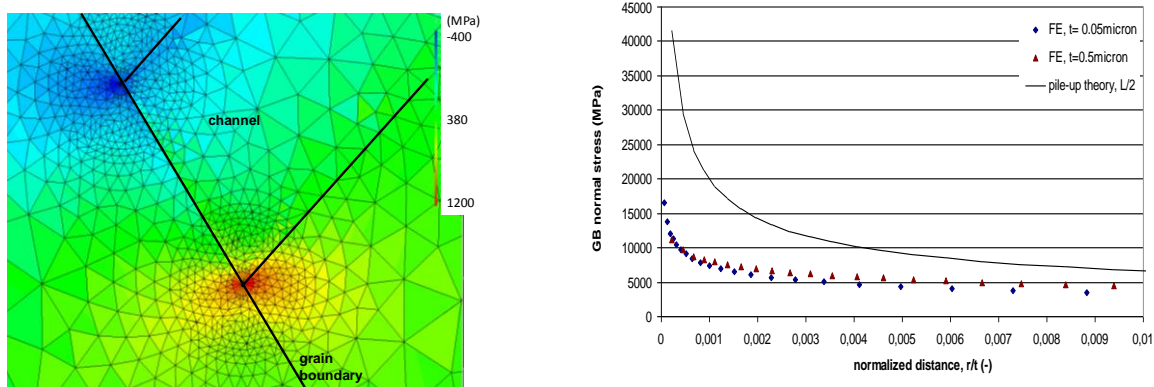 (MPa)
-400
380
1200
channel
grain
boundary
GB normal stress (MPa)
45000
40000
35000
30000
25000
20000
15000
10000
5000
0
FE, t= 0.05micron
FE, t=0.5micron
pile-up theory, L/2
0 0,001 0,002 0,003 0,004 0,005 0,006 0,007 0,008 0,009 0,01
normalized distance, r/t (-)